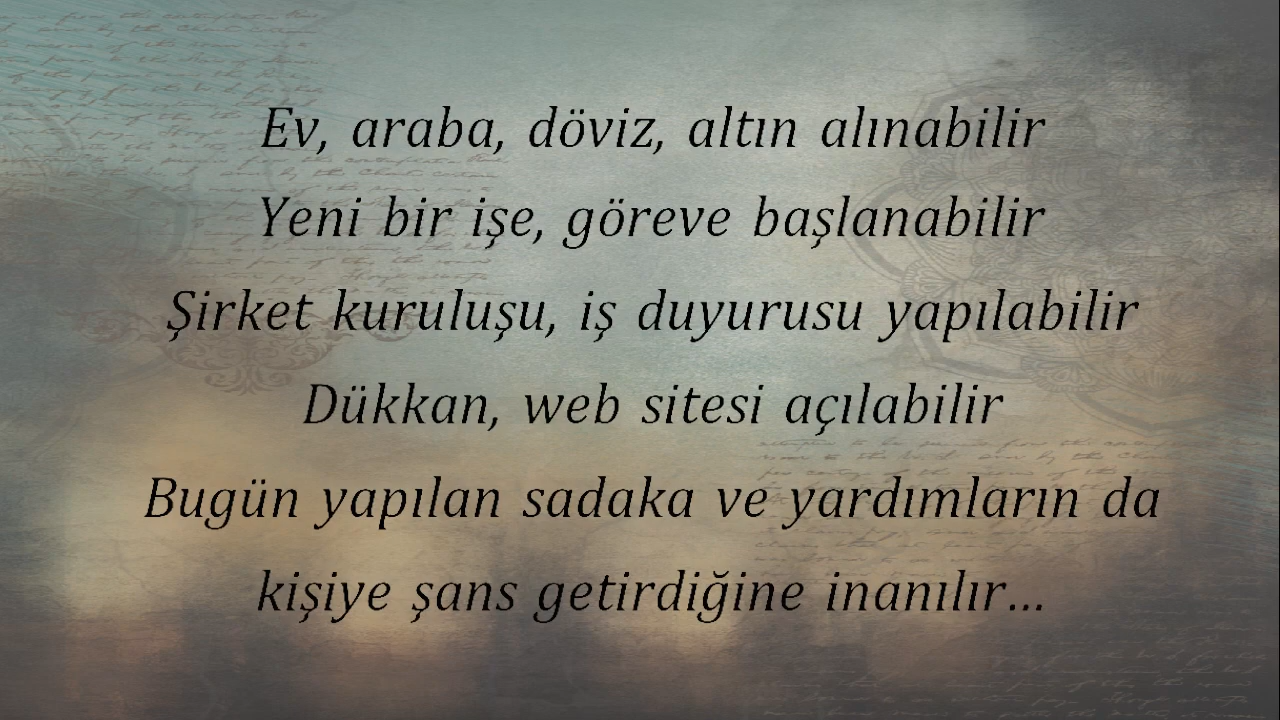 Ev, araba, döviz, altın alınabilir
Yeni bir işe, göreve başlanabilir
Şirket kuruluşu, iş duyurusu yapılabilir
Dükkan, web sitesi açılabilir
Bugün yapılan sadaka ve yardımların da
kişiye şans getirdiğine inanılır...